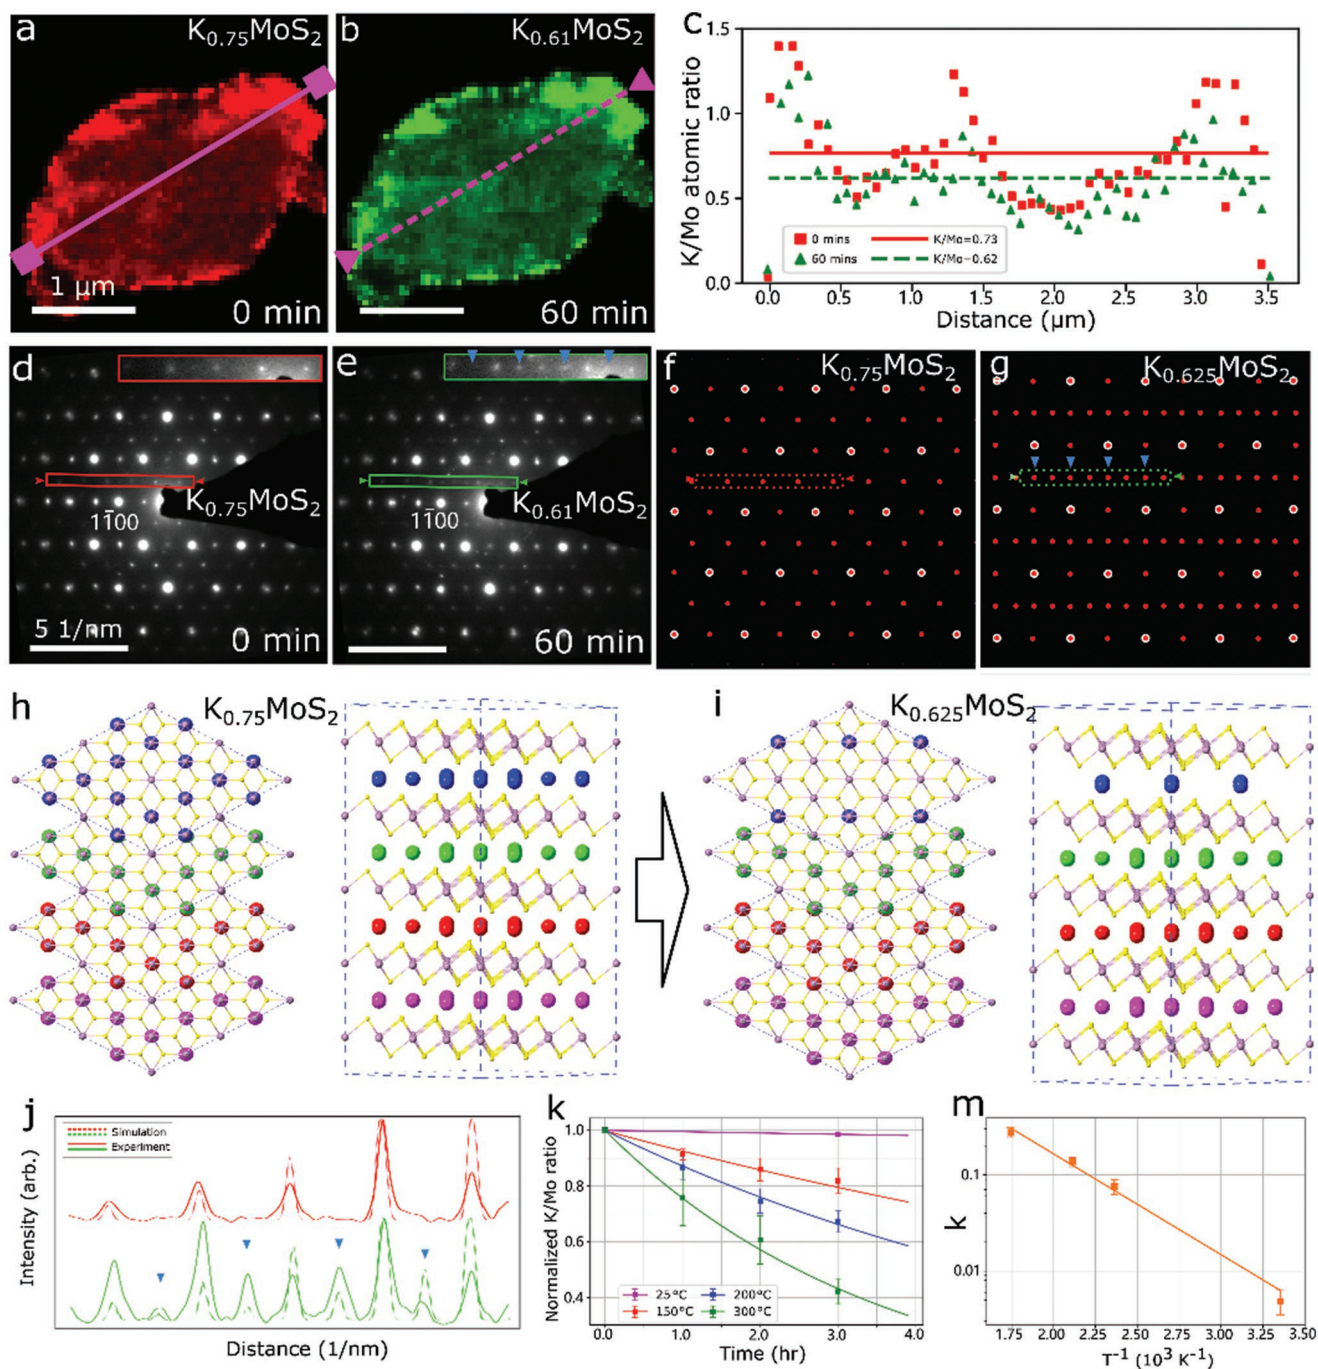 a
K0.75MoS2
1 μm
0 min
b
K0.61MoS2
60 min
c
K/Mo atomic ratio
1.5
1.0
0.5
0.0
0 mins
60 mins
K/Mo=0.73
K/Mo=0.62
0.0 0.5 1.0 1.5 2.0 2.5 3.0 3.5
Distance (μm)
d
K0.75MoS2
11̄00
5 1/nm
0 min
e
K0.61MoS2
11̄00
60 min
f
K0.75MoS2
g
K0.625MoS2
h
K0.75MoS2
i
K0.625MoS2
j
Simulation
Experiment
Intensity (arb.)
Distance (1/nm)
k
Normalized K/Mo ratio
1.0
0.8
0.6
0.4
25°C
150°C
200°C
300°C
0.0 1.0 2.0 3.0 4.0
Time (hr)
m
k
0.1
0.01
1.75 2.00 2.25 2.50 2.75 3.00 3.25 3.50
T-1 (10^3 K-1)